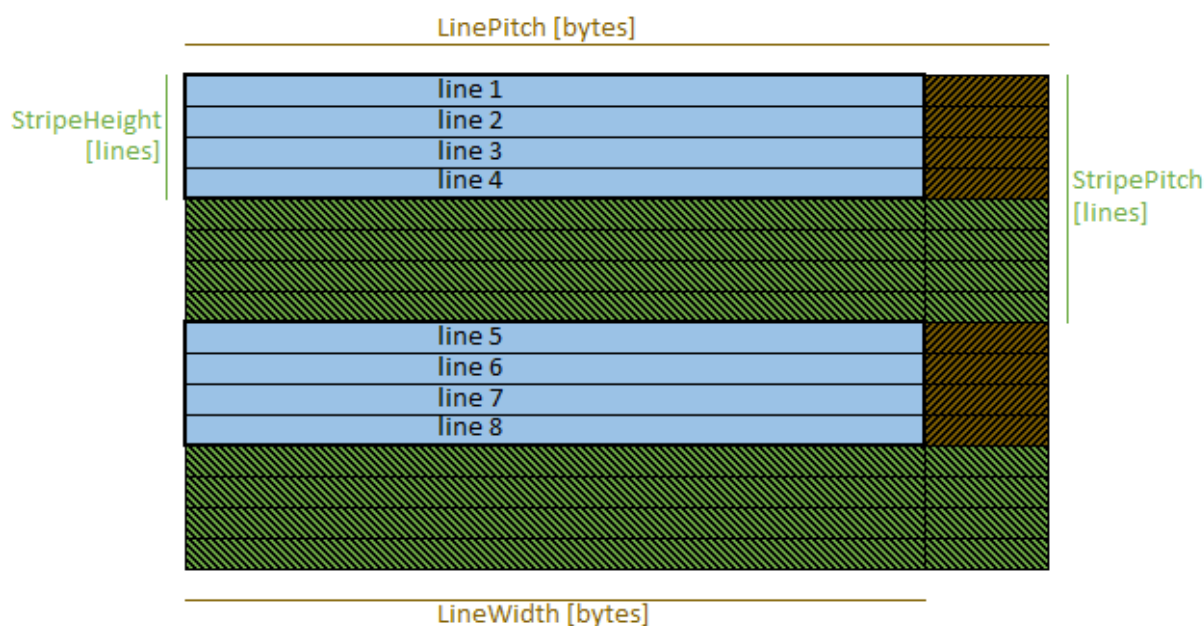 LinePitch [bytes]
line 1
line 2
line 3
line 4
StripeHeight
[lines]
StripePitch
[lines]
line 5
line 6
line 7
line 8
LineWidth [bytes]